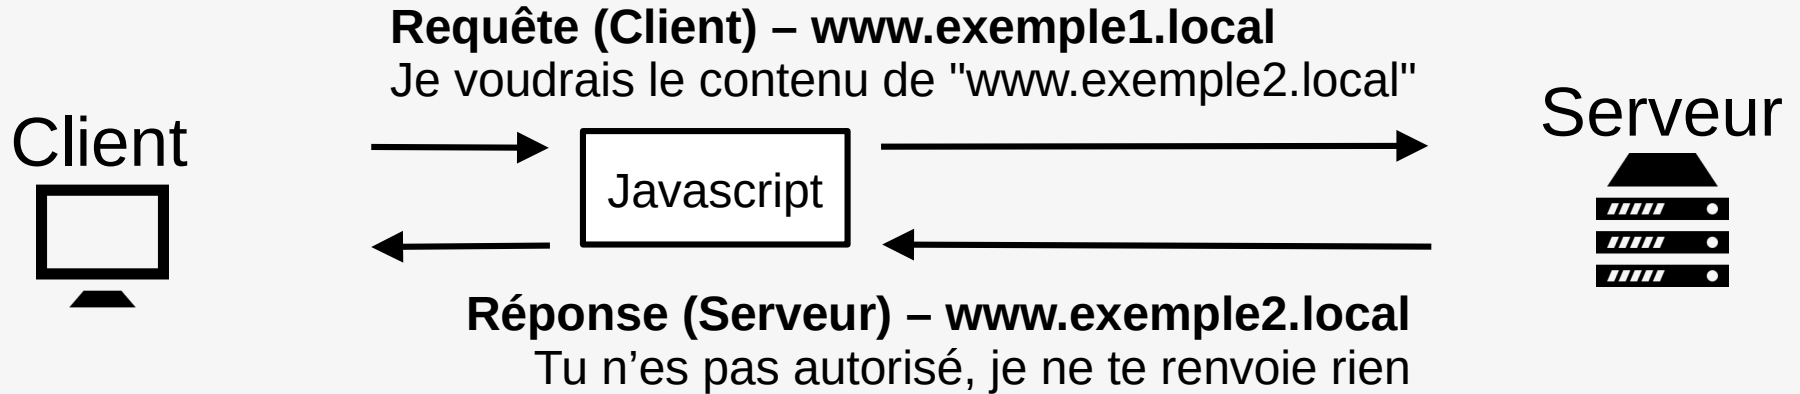 Requête (Client) – www.exemple1.local
Je voudrais le contenu de "www.exemple2.local"
Client
Serveur
Javascript
Réponse (Serveur) – www.exemple2.local
Tu n’es pas autorisé, je ne te renvoie rien